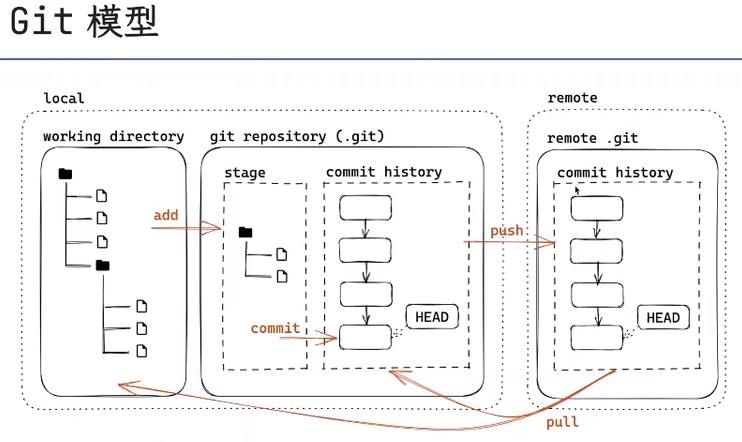 Git 模型
local
remote
working directory
git repository (.git)
remote .git
stage
commit history
commit history
add
push
commit
HEAD
HEAD
pull